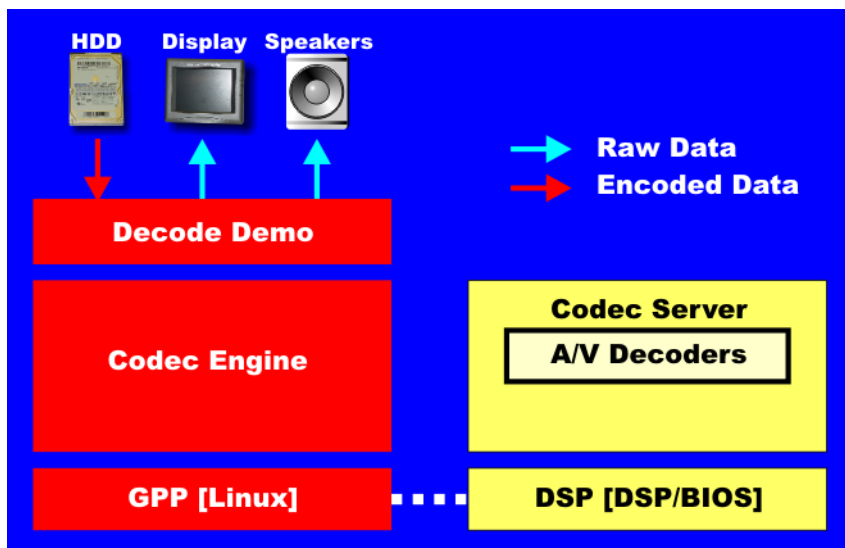 HDD
Display
Speakers
Raw Data
Encoded Data
Decode Demo
Codec Engine
Codec Server
A/V Decoders
GPP [Linux]
DSP [DSP/BIOS]